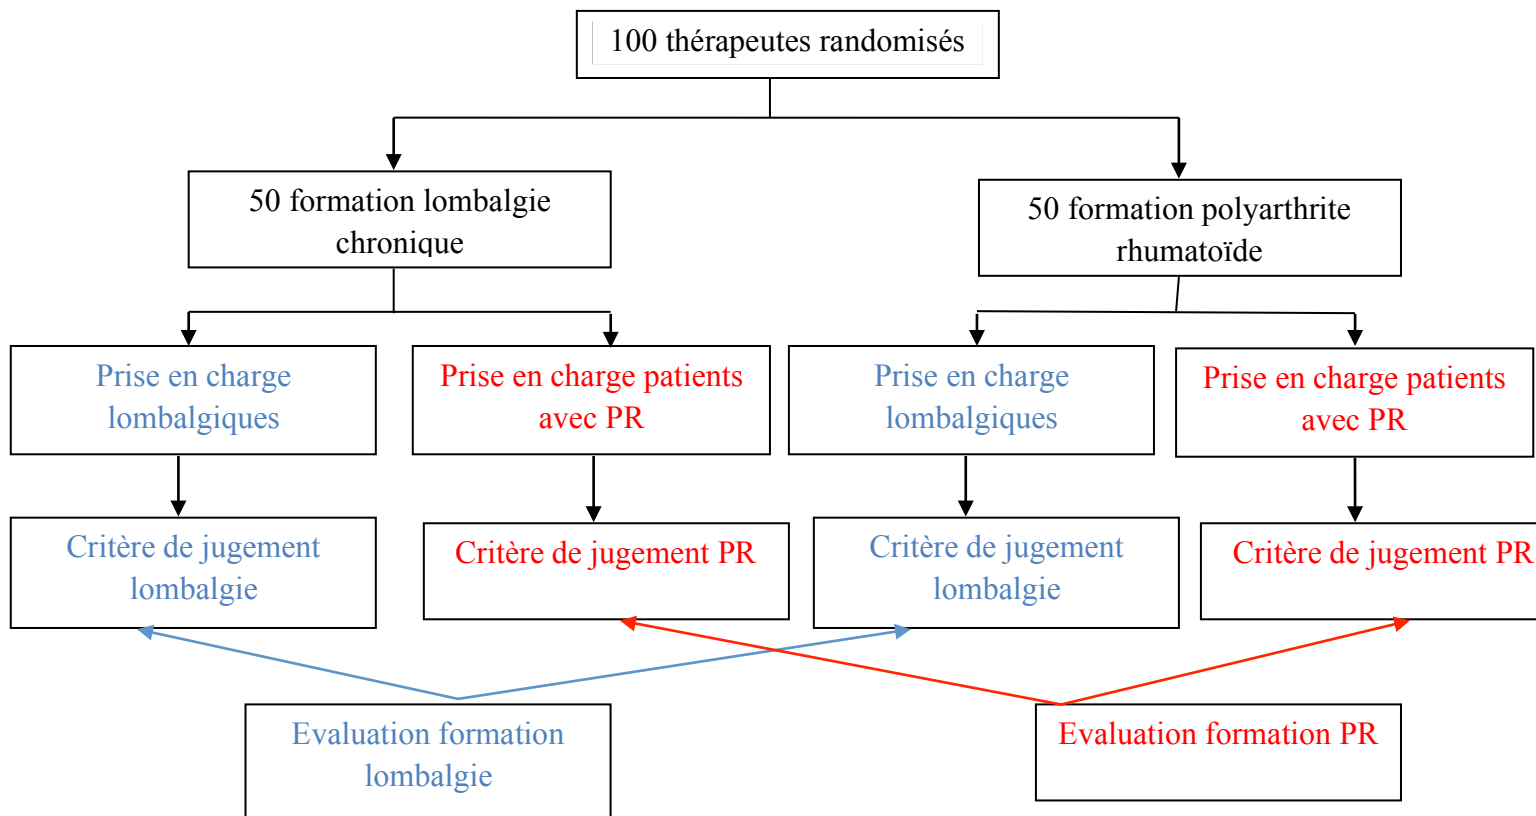 100 thérapeutes randomisés
50 formation lombalgie
chronique
50 formation polyarthrite
rhumatoïde
Prise en charge
lombalgiques
Prise en charge patients
avec PR
Prise en charge
lombalgiques
Prise en charge patients
avec PR
Critère de jugement
lombalgie
Critère de jugement PR
Critère de jugement
lombalgie
Critère de jugement PR
Evaluation formation
lombalgie
Evaluation formation PR